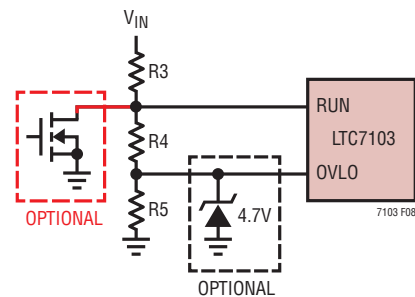 VIN
R3
RUN
LTC7103
R4
OVLO
R5
4.7V
OPTIONAL
7103 F08
OPTIONAL